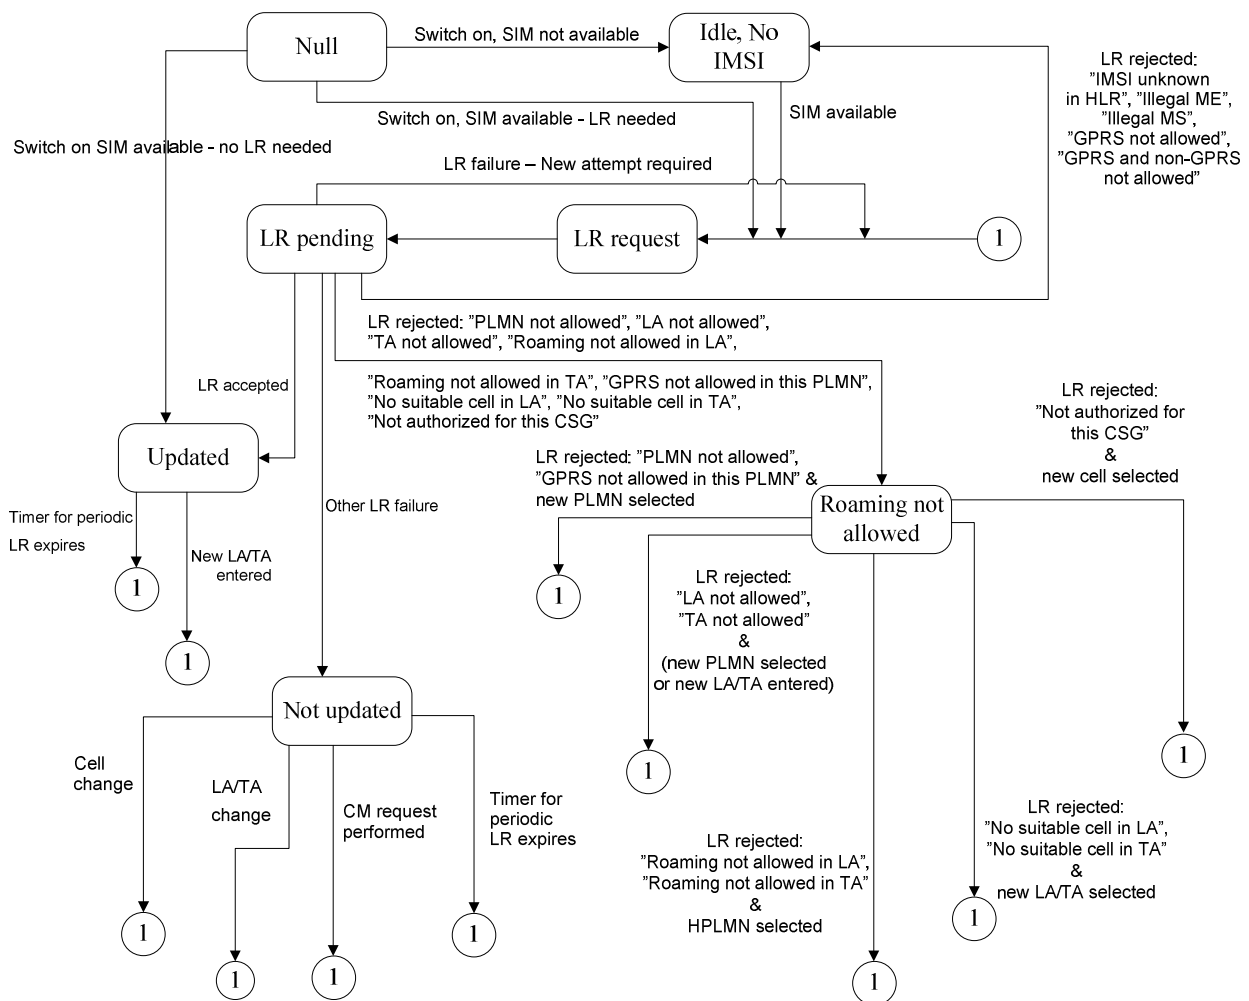 Null
Switch on, SIM not available
Idle, No
IMSI
LR rejected:
”IMSI unknown
in HLR”, ”Illegal ME”,
”Illegal MS”,
”GPRS not allowed”,
”GPRS and non-GPRS
not allowed”
SIM available
Switch on, SIM available - LR needed
Switch on SIM available - no LR needed
LR failure – New attempt required
LR pending
LR request
1
LR rejected: ”PLMN not allowed”, ”LA not allowed”,
”TA not allowed”, ”Roaming not allowed in LA”,
”Roaming not allowed in TA”, ”GPRS not allowed in this PLMN”,
”No suitable cell in LA”, ”No suitable cell in TA”,
”Not authorized for this CSG”
LR accepted
LR rejected:
”Not authorized for
this CSG”
&
new cell selected
Updated
LR rejected: ”PLMN not allowed”,
”GPRS not allowed in this PLMN” &
new PLMN selected
Roaming not
allowed
Other LR failure
Timer for periodic
LR expires
New LA/TA
entered
1
1
1
LR rejected:
”LA not allowed”,
”TA not allowed”
&
(new PLMN selected
or new LA/TA entered)
Not updated
1
1
Cell
change
LA/TA
change
CM request
performed
Timer for
periodic
LR expires
LR rejected:
”Roaming not allowed in LA”,
”Roaming not allowed in TA”
&
HPLMN selected
LR rejected:
”No suitable cell in LA”,
”No suitable cell in TA”
&
new LA/TA selected
1
1
1
1
1
1